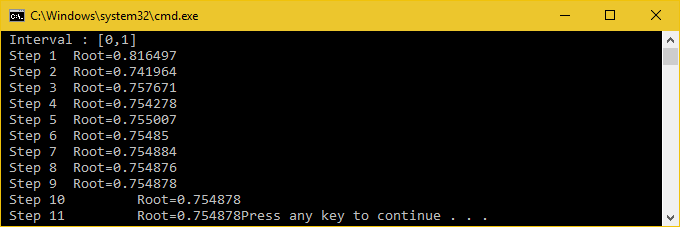 C:\Windows\system32\cmd.exe
Interval : [0,1]
Step 1  Root=0.816497
Step 2  Root=0.741964
Step 3  Root=0.757671
Step 4  Root=0.754278
Step 5  Root=0.755007
Step 6  Root=0.75485
Step 7  Root=0.754884
Step 8  Root=0.754876
Step 9  Root=0.754878
Step 10         Root=0.754878
Step 11         Root=0.754878Press any key to continue . . .